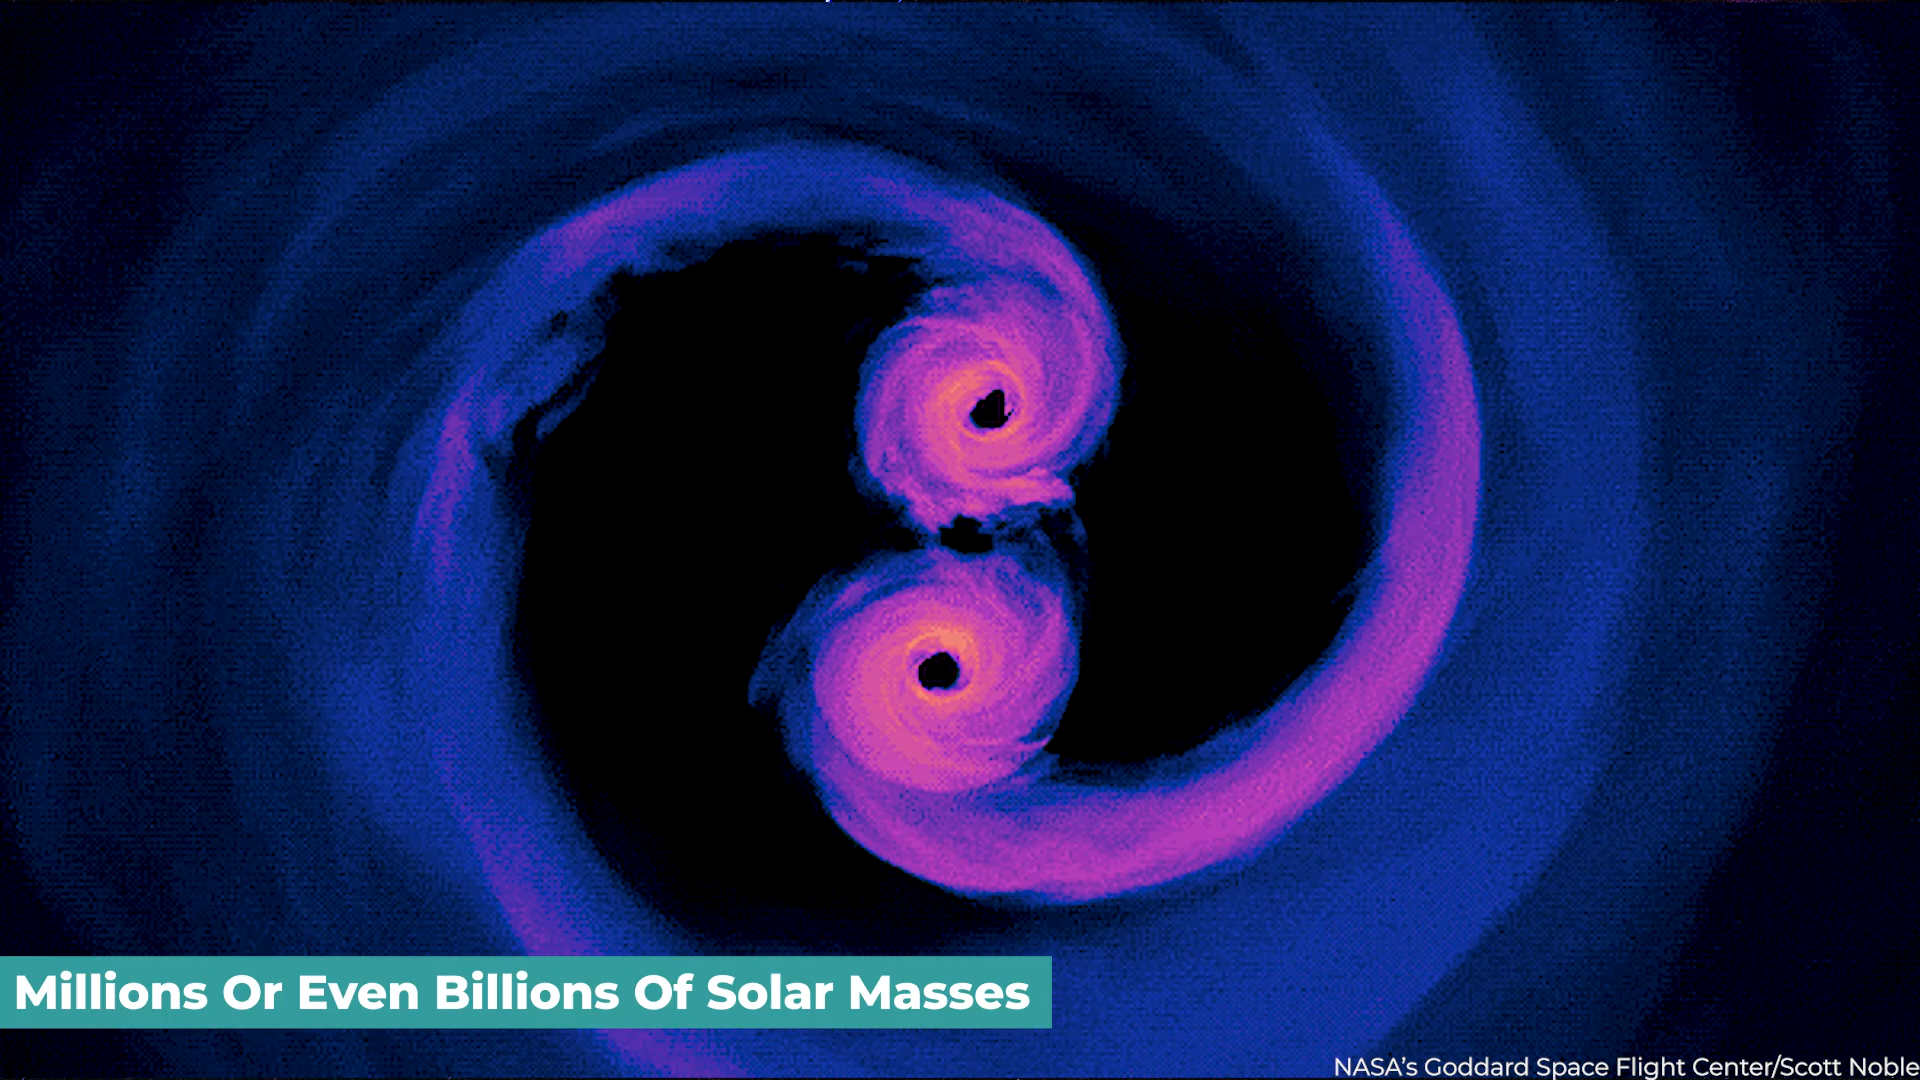 Millions Or Even Billions Of Solar Masses
NASA's Goddard Space Flight Center/Scott Noble